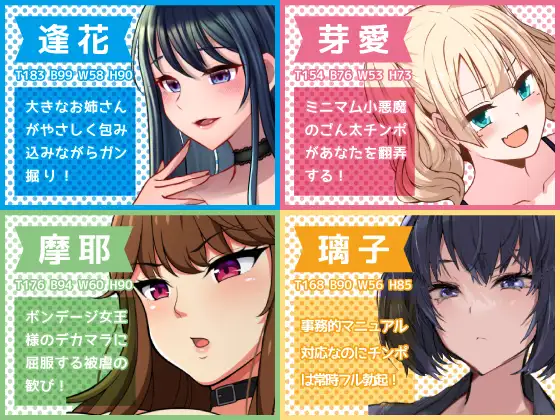 逢花
T183 B99 W58 H90
大きなお姉さん
がやさしく包み
込みながらガン
掘り！
芽愛
T154 B76 W53 H73
ミニマム小悪魔
のごん太チンポ
があなたを翻弄
する！
摩耶
T176 B94 W60 H90
ボンデージ女王
様のデカマラに
屈服する被虐の
歓び！
璃子
T168 B90 W56 H85
事務的マニュアル
対応なのにチンポ
は常時フル勃起！